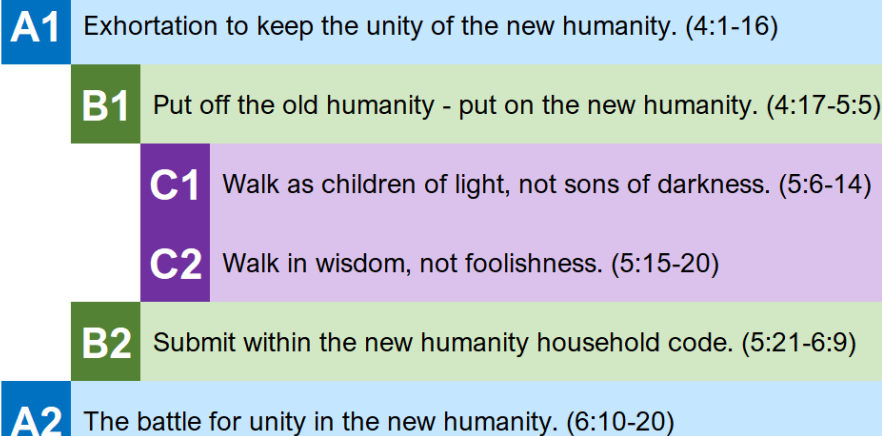 A1 Exhortation to keep the unity of the new humanity. (4:1-16)
B1 Put off the old humanity - put on the new humanity. (4:17-5:5)
C1 Walk as children of light, not sons of darkness. (5:6-14)
C2 Walk in wisdom, not foolishness. (5:15-20)
B2 Submit within the new humanity household code. (5:21-6:9)
A2 The battle for unity in the new humanity. (6:10-20)